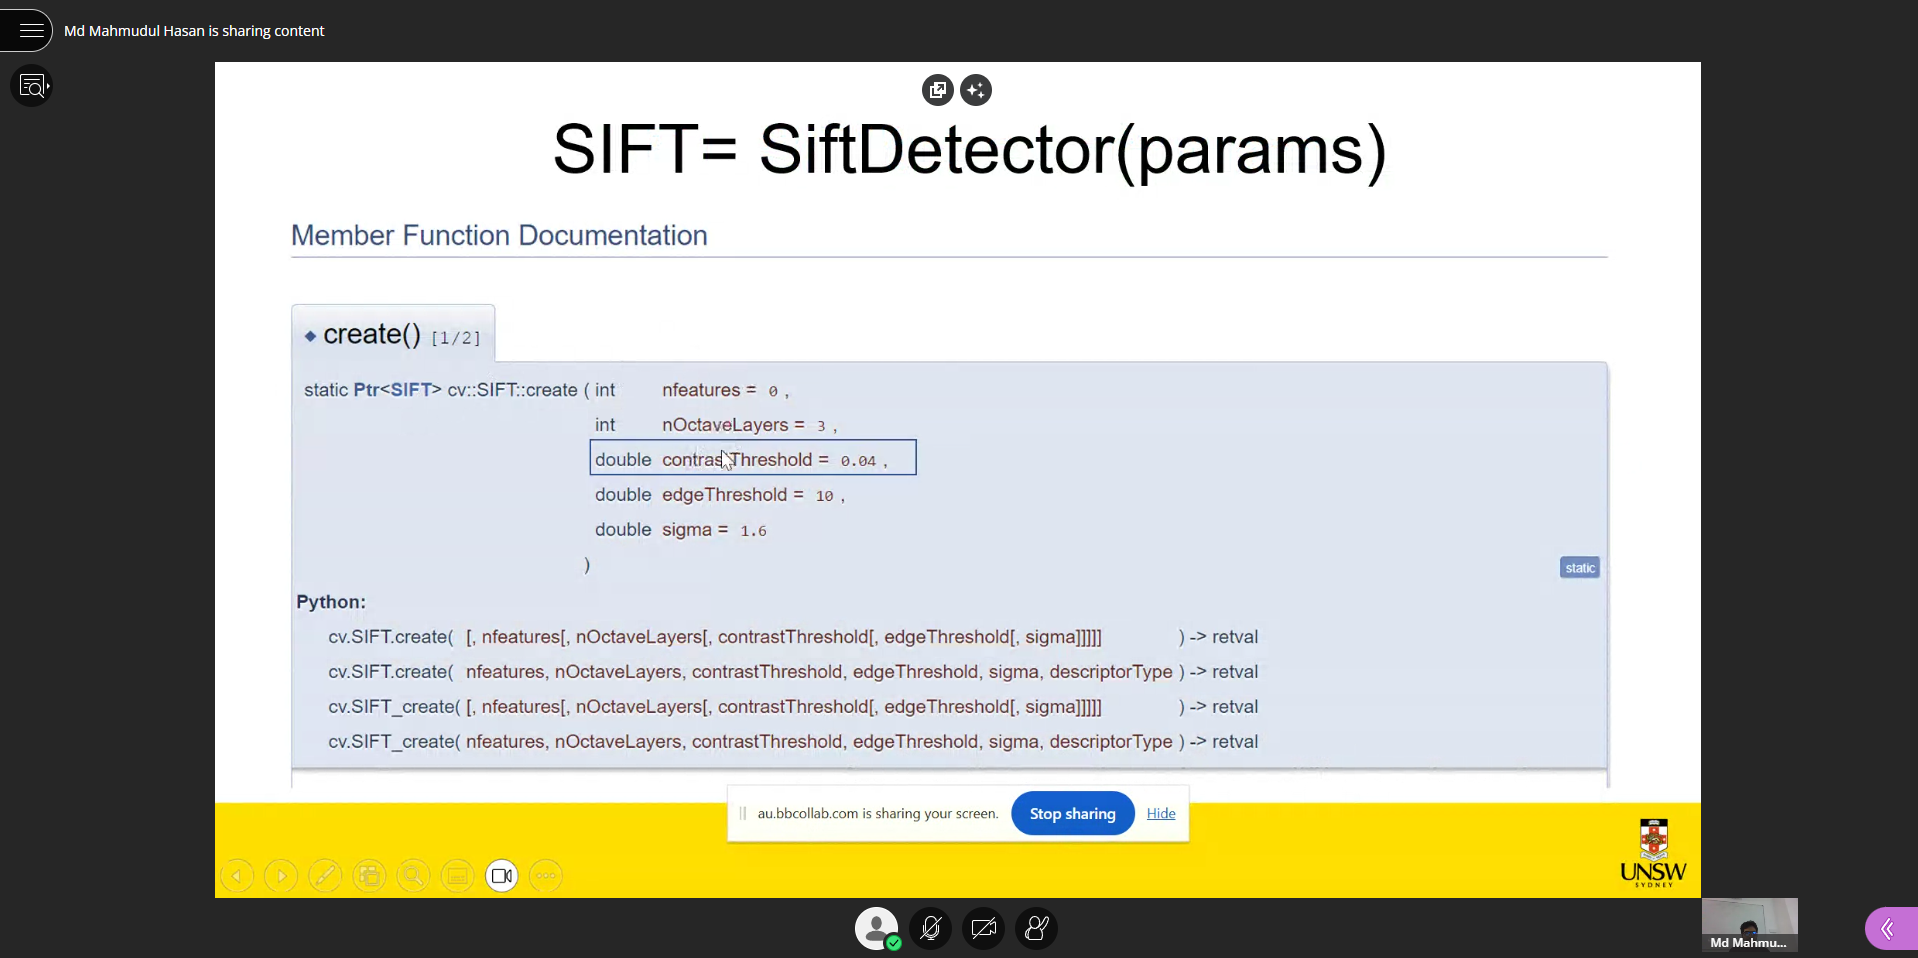 Md Mahmudul Hasan is sharing content
SIFT= SiftDetector(params)
Member Function Documentation
◆ create() [1/2]
static Ptr<SIFT> cv::SIFT::create ( int nfeatures = 0 ,
int nOctaveLayers = 3 ,
double contrastThreshold = 0.04 ,
double edgeThreshold = 10 ,
double sigma = 1.6
)
static
Python:
cv.SIFT.create( [, nfeatures[, nOctaveLayers[, contrastThreshold[, edgeThreshold[, sigma]]]]] ) -> retval
cv.SIFT.create( nfeatures, nOctaveLayers, contrastThreshold, edgeThreshold, sigma, descriptorType ) -> retval
cv.SIFT_create( [, nfeatures[, nOctaveLayers[, contrastThreshold[, edgeThreshold[, sigma]]]]] ) -> retval
cv.SIFT_create( nfeatures, nOctaveLayers, contrastThreshold, edgeThreshold, sigma, descriptorType ) -> retval
au.bbcollab.com is sharing your screen. Stop sharing Hide
UNSW
SYDNEY
Md Mahmu...